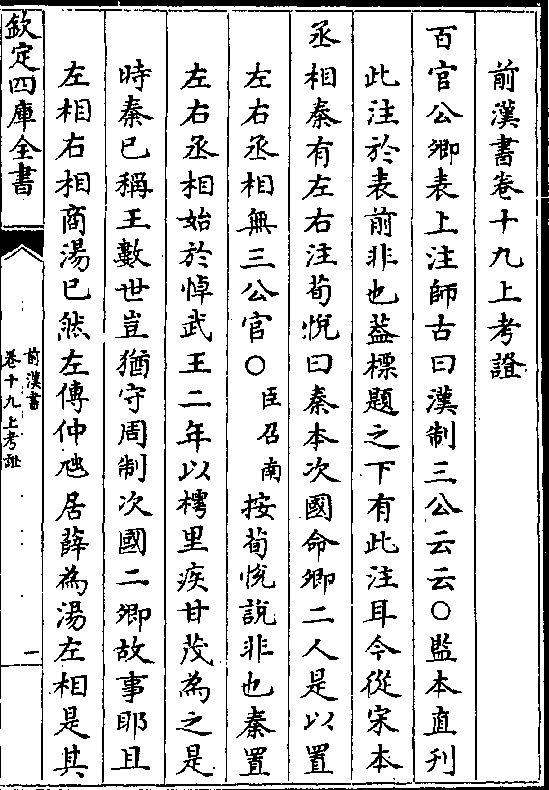 前漢書卷十九上考證
百官公卿表上注師古曰漢制三公云云○監本直刋
此注於表前非也葢標題之下有此注耳今從宋本
丞相秦有左右注荀悅曰秦本次國命卿二人是以置
左右丞相無三公官○臣召南按荀悅說非也秦置
左右丞相始於悼武王二年以樗里疾甘茂為之是
時秦已稱王數世豈猶守周制次國二卿故事耶且
左相右相商湯已然左傳仲虺居薛為湯左相是其
欽定四庫全書
前漢書
卷十九上考証
一